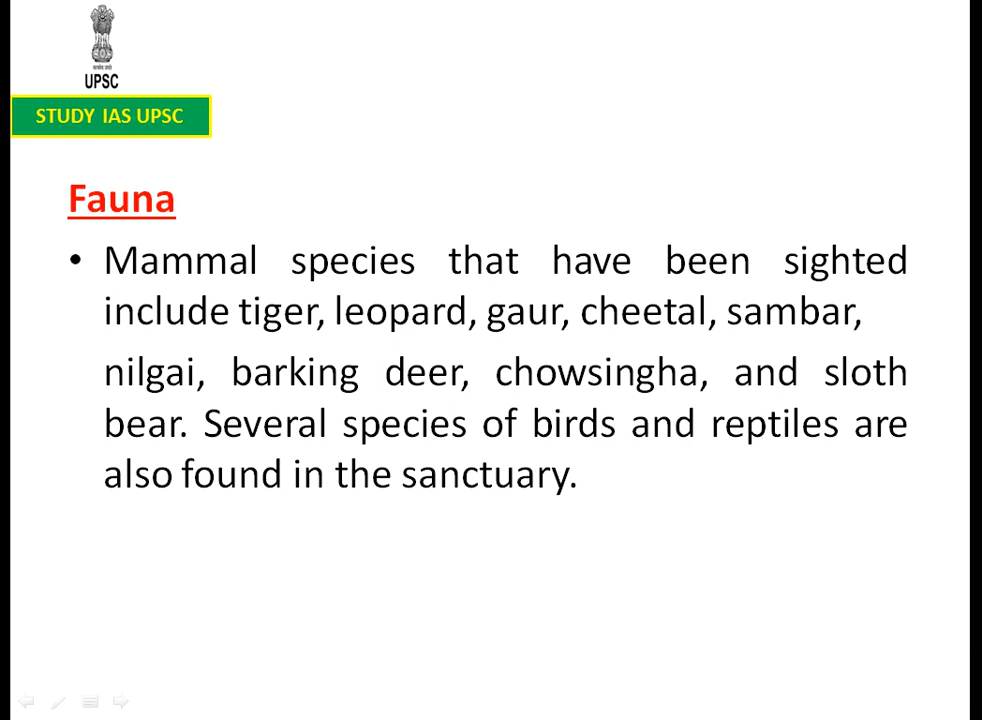 UPSC
STUDY IAS UPSC
Fauna
• Mammal species that have been sighted
include tiger, leopard, gaur, cheetal, sambar,
nilgai, barking deer, chowsingha, and sloth
bear. Several species of birds and reptiles are
also found in the sanctuary.